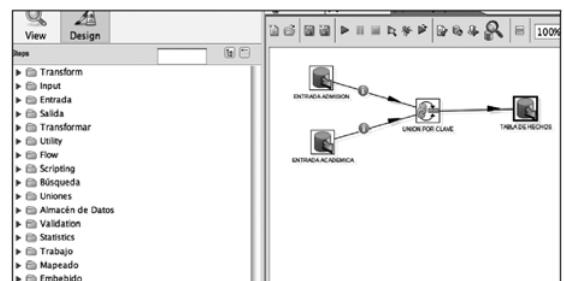 View Design
Steps
100%
Transform
Input
Entrada
Salida
Transformar
Utility
Flow
Scripting
Búsqueda
Uniones
Almacén de Datos
Validation
Statistics
Trabajo
Mapeado
Embebido
ENTRADA ADMISION
UNION POR CLAVE
TABLA DE HECHOS
ENTRADA ACADEMICA